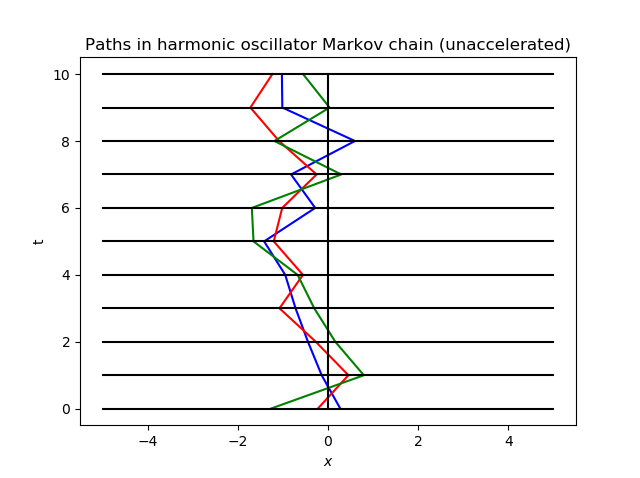 Paths in harmonic oscillator Markov chain (unaccelerated)
10
8
6
t
4
2
0
−4 −2 0 2 4
x